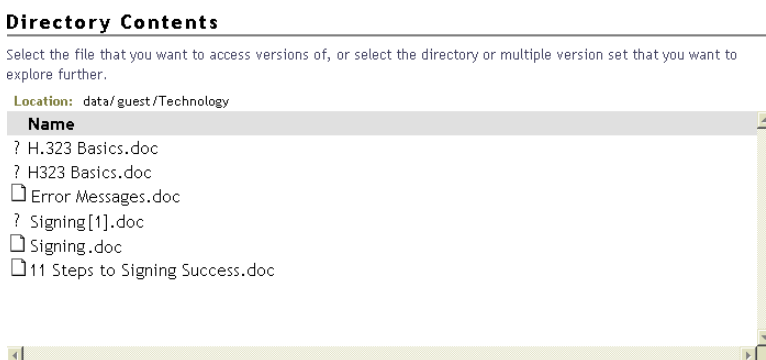 Directory Contents
Select the file that you want to access versions of, or select the directory or multiple version set that you want to
explore further.
Location: data/guest/Technology
Name
? H.323 Basics.doc
? H323 Basics.doc
Error Messages.doc
? Signing[1].doc
Signing.doc
11 Steps to Signing Success.doc